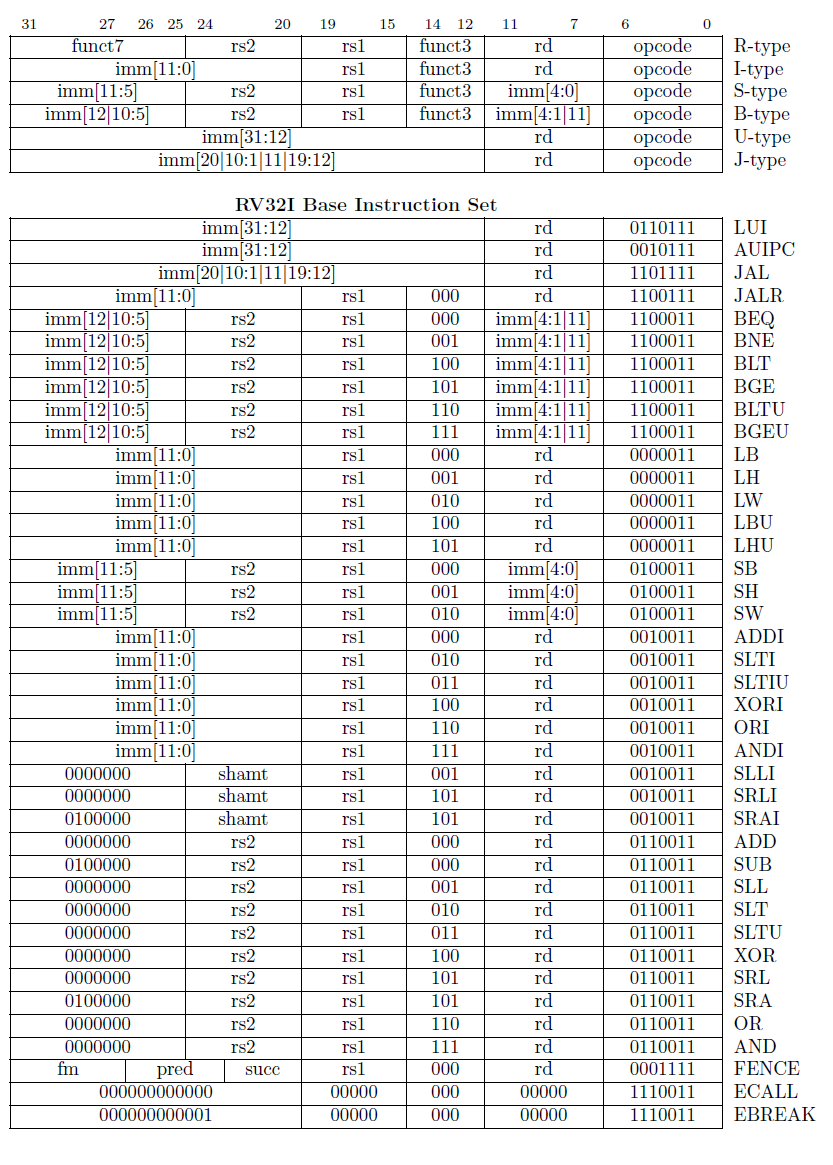 31 27 26 25 24 20 19 15 14 12 11 7 6 0
funct7 rs2 rs1 funct3 rd opcode R-type
imm[11:0] rs1 funct3 rd opcode I-type
imm[11:5] rs2 rs1 funct3 imm[4:0] opcode S-type
imm[12|10:5] rs2 rs1 funct3 imm[4:1|11] opcode B-type
imm[31:12] rd opcode U-type
imm[20|10:1|11|19:12] rd opcode J-type
RV32I Base Instruction Set
imm[31:12] rd 0110111 LUI
imm[31:12] rd 0010111 AUIPC
imm[20|10:1|11|19:12] rd 1101111 JAL
imm[11:0] rs1 000 rd 1100111 JALR
imm[12|10:5] rs2 rs1 000 imm[4:1|11] 1100011 BEQ
imm[12|10:5] rs2 rs1 001 imm[4:1|11] 1100011 BNE
imm[12|10:5] rs2 rs1 100 imm[4:1|11] 1100011 BLT
imm[12|10:5] rs2 rs1 101 imm[4:1|11] 1100011 BGE
imm[12|10:5] rs2 rs1 110 imm[4:1|11] 1100011 BLTU
imm[12|10:5] rs2 rs1 111 imm[4:1|11] 1100011 BGEU
imm[11:0] rs1 000 rd 0000011 LB
imm[11:0] rs1 001 rd 0000011 LH
imm[11:0] rs1 010 rd 0000011 LW
imm[11:0] rs1 100 rd 0000011 LBU
imm[11:0] rs1 101 rd 0000011 LHU
imm[11:5] rs2 rs1 000 imm[4:0] 0100011 SB
imm[11:5] rs2 rs1 001 imm[4:0] 0100011 SH
imm[11:5] rs2 rs1 010 imm[4:0] 0100011 SW
imm[11:0] rs1 000 rd 0010011 ADDI
imm[11:0] rs1 010 rd 0010011 SLTI
imm[11:0] rs1 011 rd 0010011 SLTIU
imm[11:0] rs1 100 rd 0010011 XORI
imm[11:0] rs1 110 rd 0010011 ORI
imm[11:0] rs1 111 rd 0010011 ANDI
0000000 shamt rs1 001 rd 0010011 SLLI
0000000 shamt rs1 101 rd 0010011 SRLI
0100000 shamt rs1 101 rd 0010011 SRAI
0000000 rs2 rs1 000 rd 0110011 ADD
0100000 rs2 rs1 000 rd 0110011 SUB
0000000 rs2 rs1 001 rd 0110011 SLL
0000000 rs2 rs1 010 rd 0110011 SLT
0000000 rs2 rs1 011 rd 0110011 SLTU
0000000 rs2 rs1 100 rd 0110011 XOR
0000000 rs2 rs1 101 rd 0110011 SRL
0100000 rs2 rs1 101 rd 0110011 SRA
0000000 rs2 rs1 110 rd 0110011 OR
0000000 rs2 rs1 111 rd 0110011 AND
fm pred succ rs1 000 rd 0001111 FENCE
000000000000 00000 000 00000 1110011 ECALL
000000000001 00000 000 00000 1110011 EBREAK